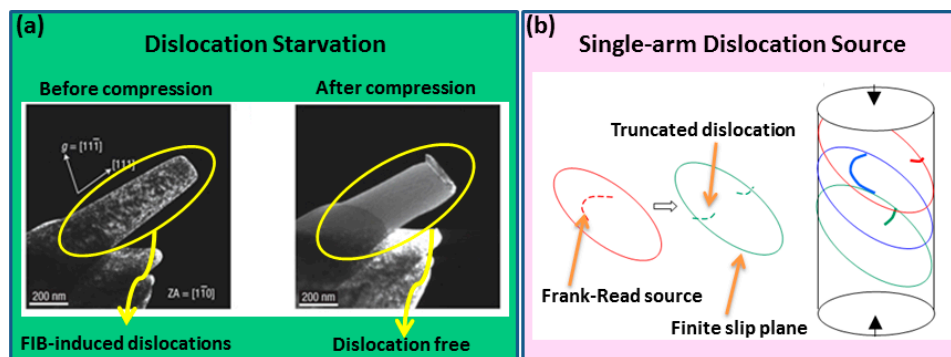 (a)
Dislocation Starvation
Before compression
After compression
g = [11̄1̄]
[111]
200 nm
ZA = [11̄0]
200 nm
FIB-induced dislocations
Dislocation free
(b)
Single-arm Dislocation Source
Truncated dislocation
Frank-Read source
Finite slip plane